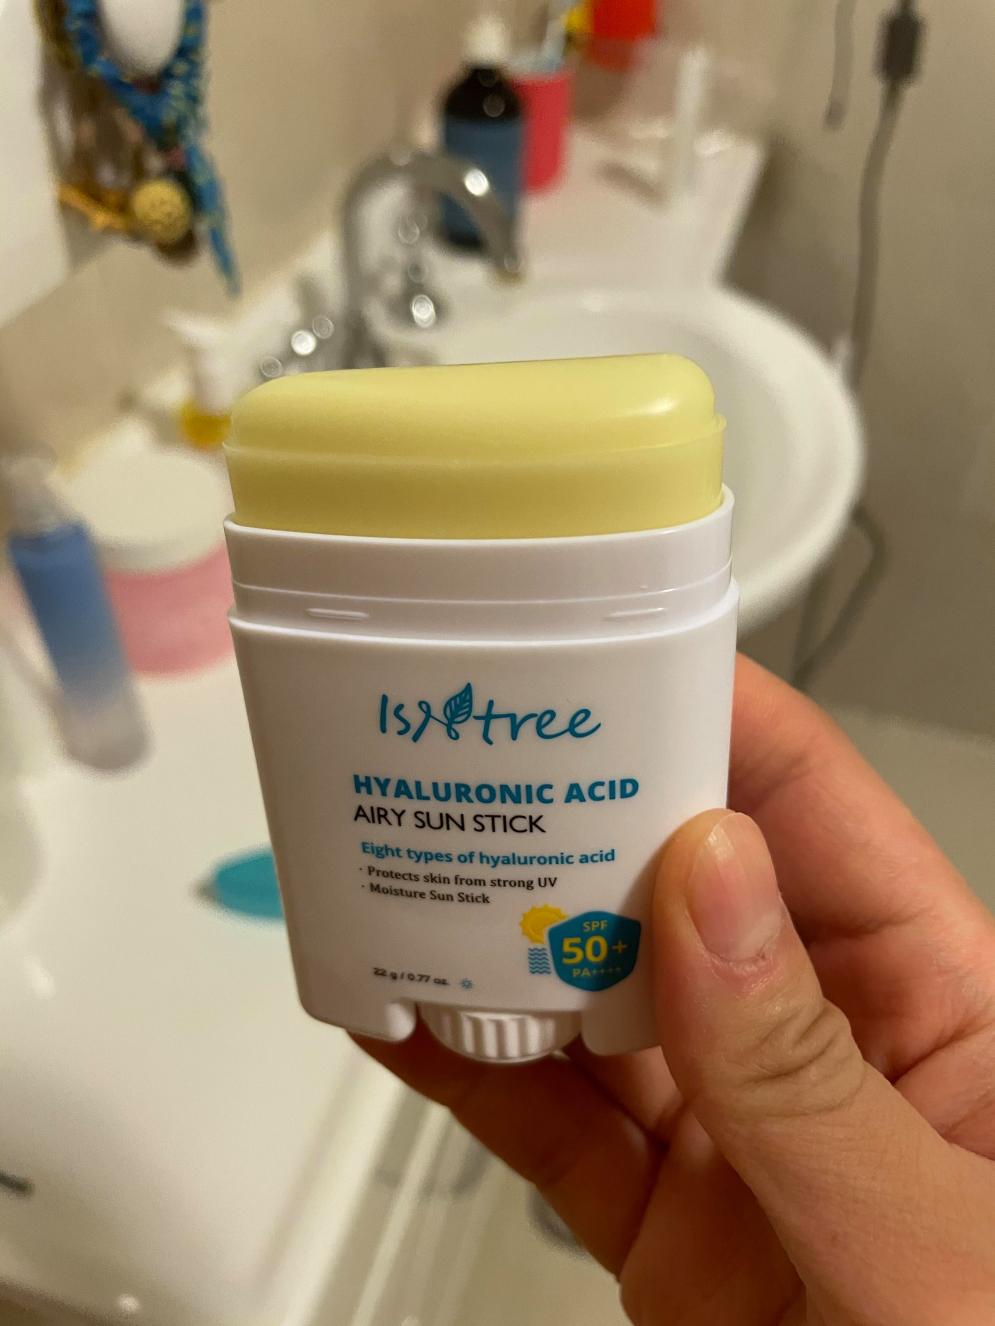 Isntree
HYALURONIC ACID
AIRY SUN STICK
Eight types of hyaluronic acid
· Protects skin from strong UV
· Moisture Sun Stick
SPF
50+
PA++++
22 g / 0.77 oz.